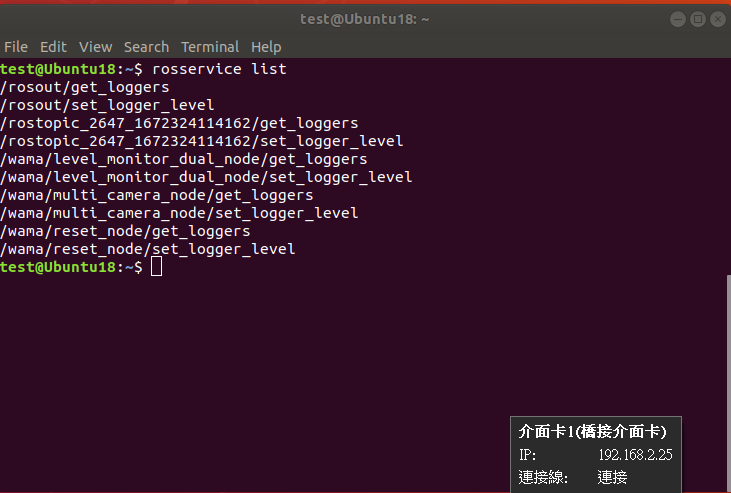 test@Ubuntu18: ~
File Edit View Search Terminal Help
test@Ubuntu18:~$ rosservice list
/rosout/get_loggers
/rosout/set_logger_level
/rostopic_2647_1672324114162/get_loggers
/rostopic_2647_1672324114162/set_logger_level
/wama/level_monitor_dual_node/get_loggers
/wama/level_monitor_dual_node/set_logger_level
/wama/multi_camera_node/get_loggers
/wama/multi_camera_node/set_logger_level
/wama/reset_node/get_loggers
/wama/reset_node/set_logger_level
test@Ubuntu18:~$
介面卡1(橋接介面卡)
IP: 192.168.2.25
連接線: 連接